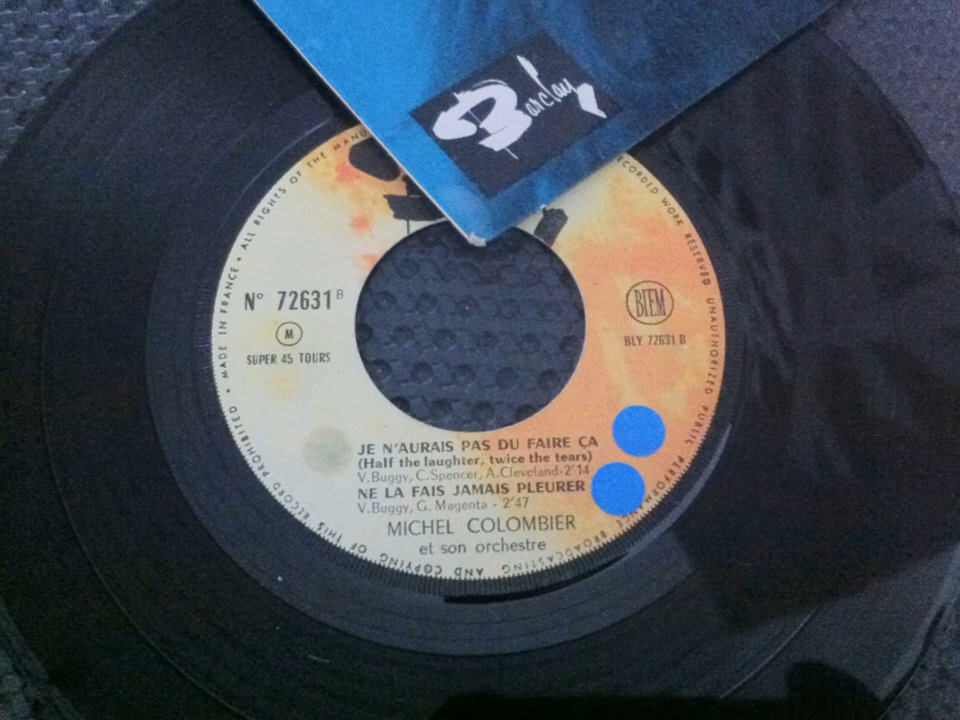 Barclay
ALL RIGHTS OF THE MANU
RECORDED WORK RESERVED UNAUTHORIZED PUBLIC PERFORMANCE BROADCASTING AND COPYING OF THIS RECORD PROHIBITED • MADE IN FRANCE •
N° 72631 B
M
SUPER 45 TOURS
BIEM
BLY 72631 B
JE N'AURAIS PAS DU FAIRE ÇA
(Half the laughter, twice the tears)
V.Buggy, C.Spencer, A.Cleveland-2'14
NE LA FAIS JAMAIS PLEURER
V.Buggy, G. Magenta - 2'47
MICHEL COLOMBIER
et son orchestre